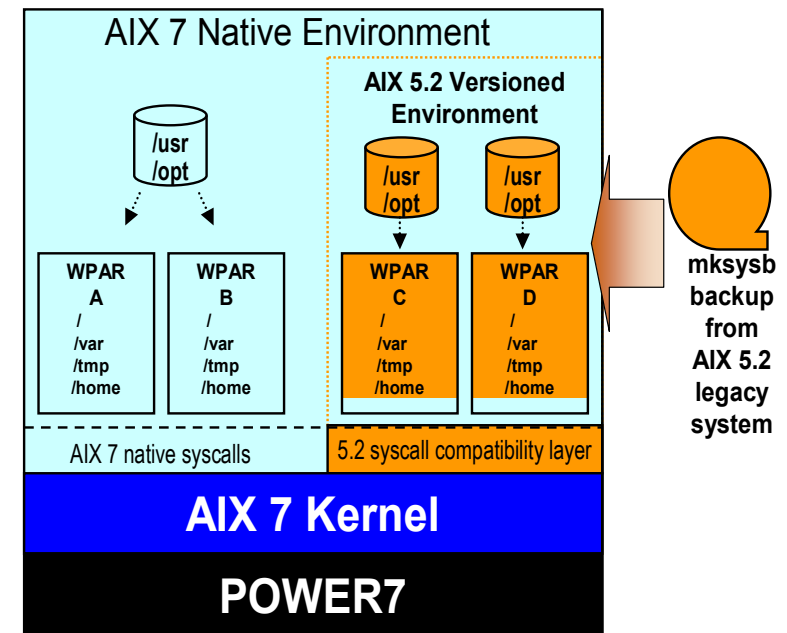 AIX 7 Native Environment
AIX 5.2 Versioned
Environment
/usr
/opt
/usr
/opt
/usr
/opt
WPAR
A
/
/var
/tmp
/home
WPAR
B
/
/var
/tmp
/home
WPAR
C
/
/var
/tmp
/home
WPAR
D
/
/var
/tmp
/home
mksysb
backup
from
AIX 5.2
legacy
system
AIX 7 native syscalls
5.2 syscall compatibility layer
AIX 7 Kernel
POWER7